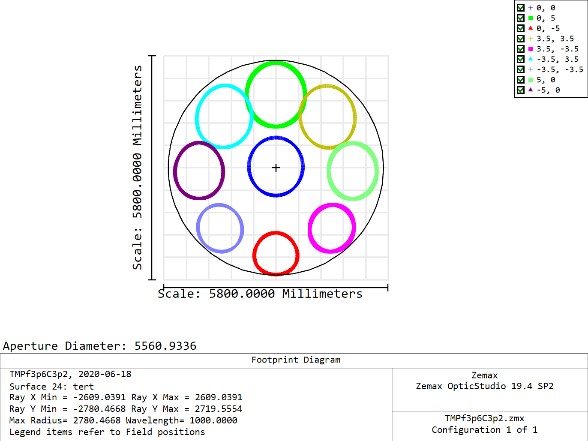 0, 0
0, 5
0, -5
3.5, 3.5
3.5, -3.5
-3.5, 3.5
-3.5, -3.5
5, 0
-5, 0
Scale: 5800.0000 Millimeters
Scale: 5800.0000 Millimeters
Aperture Diameter: 5560.9336
Footprint Diagram
TMPf3p6C3p2, 2020-06-18
Surface 24: tert
Ray X Min = -2609.0391 Ray X Max = 2609.0391
Ray Y Min = -2780.4668 Ray Y Max = 2719.5554
Max Radius= 2780.4668 Wavelength= 1000.0000
Legend items refer to Field positions
Zemax
Zemax OpticStudio 19.4 SP2
TMPf3p6C3p2.zmx
Configuration 1 of 1